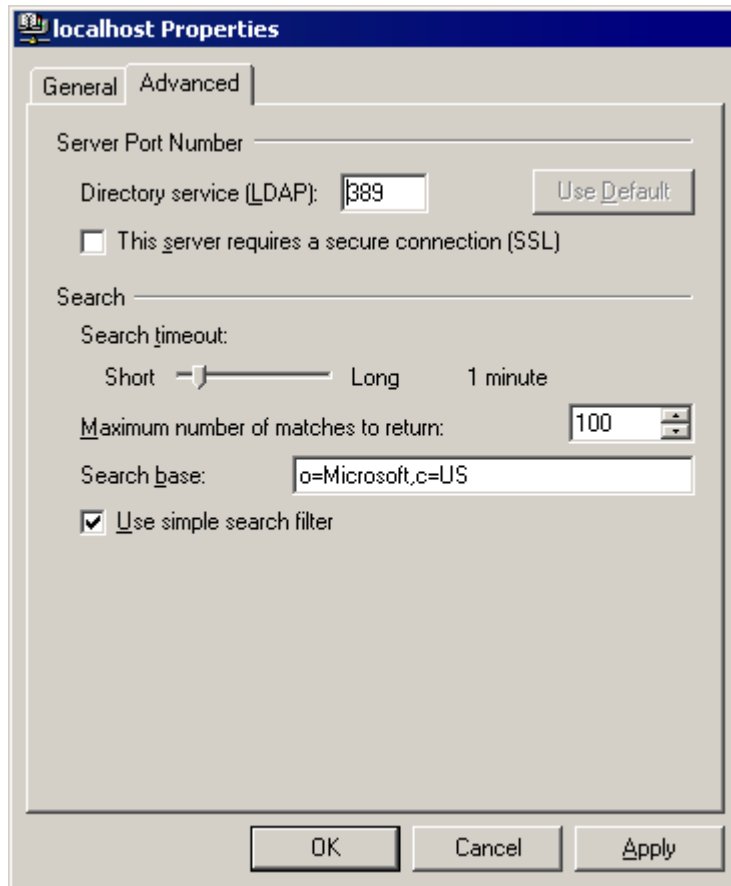 localhost Properties
General Advanced
Server Port Number
Directory service (LDAP): 389 Use Default
This server requires a secure connection (SSL)
Search
Search timeout:
Short Long 1 minute
Maximum number of matches to return: 100
Search base: o=Microsoft,c=US
Use simple search filter
OK Cancel Apply